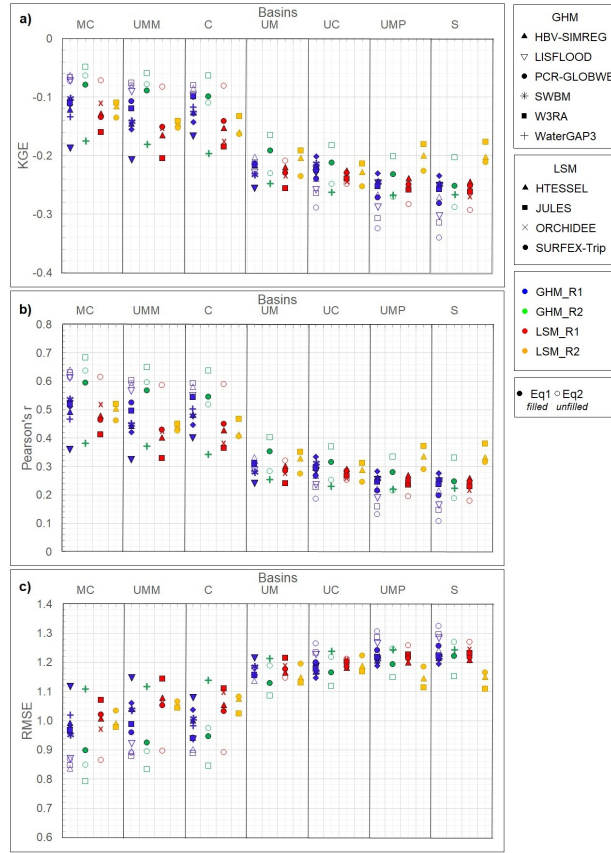 a)
Basins
MC UMM C UM UC UMP S
0
-0.1
-0.2
-0.3
-0.4
KGE
b)
Basins
MC UMM C UM UC UMP S
0.8
0.7
0.6
0.5
0.4
0.3
0.2
0.1
0
Pearson's r
c)
Basins
MC UMM C UM UC UMP S
1.4
1.3
1.2
1.1
1.0
0.9
0.8
0.7
0.6
RMSE
GHM
HBV-SIMREG
LISFLOOD
PCR-GLOBWB
SWBM
W3RA
WaterGAP3
LSM
HTESSEL
JULES
ORCHIDEE
SURFEX-Trip
GHM_R1
GHM_R2
LSM_R1
LSM_R2
Eq1 Eq2
filled unfilled